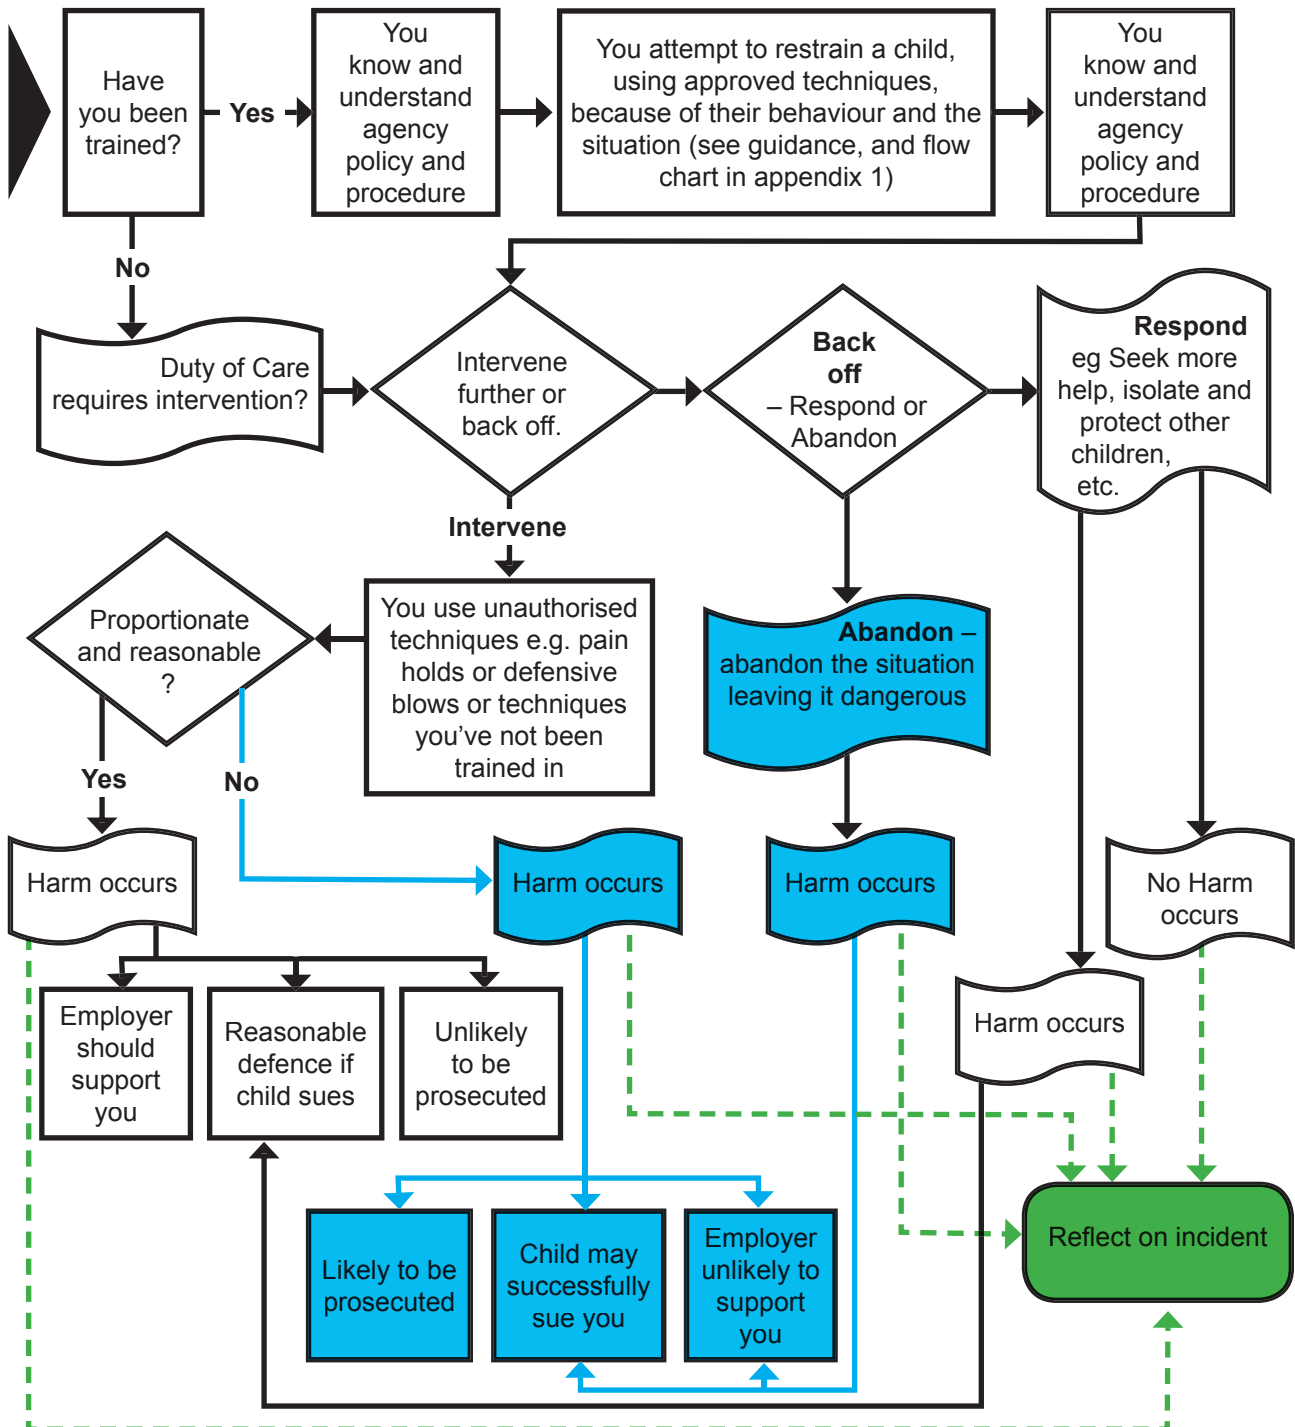 Have
you been
trained?
Yes
You
know and
understand
agency
policy and
procedure
You attempt to restrain a child,
using approved techniques,
because of their behaviour and the
situation (see guidance, and flow
chart in appendix 1)
You
know and
understand
agency
policy and
procedure
No
Duty of Care
requires intervention?
Intervene
further or
back off.
Back
off
– Respond or
Abandon
Respond
eg Seek more
help, isolate and
protect other
children,
etc.
Intervene
Proportionate
and reasonable
?
You use unauthorised
techniques e.g. pain
holds or defensive
blows or techniques
you’ve not been
trained in
Abandon –
abandon the situation
leaving it dangerous
Yes
No
Harm occurs
Harm occurs
Harm occurs
No Harm
occurs
Harm occurs
Employer
should
support
you
Reasonable
defence if
child sues
Unlikely
to be
prosecuted
Likely to be
prosecuted
Child may
successfully
sue you
Employer
unlikely to
support
you
Reflect on incident